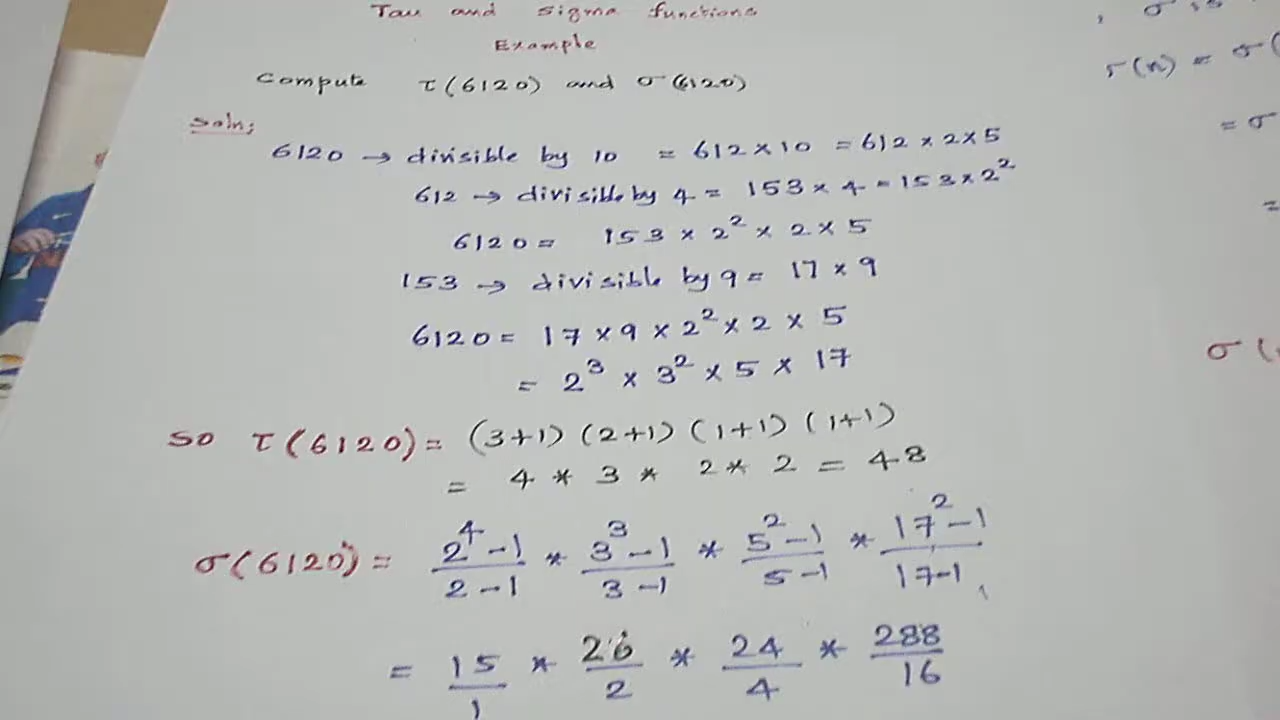 Tau and sigma functions
Example
Compute τ(6120) and σ(6120)
Soln;
6120 → divisible by 10 = 612 × 10 = 612 × 2 × 5
612 → divisible by 4 = 153 × 4 = 153 × 2²
6120 = 153 × 2² × 2 × 5
153 → divisible by 9 = 17 × 9
6120 = 17 × 9 × 2² × 2 × 5
= 2³ × 3² × 5 × 17
So τ(6120) = (3+1) (2+1) (1+1) (1+1)
= 4 * 3 * 2 * 2 = 48
σ(6120) = 2⁴-1/2-1 * 3³-1/3-1 * 5²-1/5-1 * 17²-1/17-1
= 15/1 * 26/2 * 24/4 * 288/16
σ(n) = σ(
= σ
=
σ(